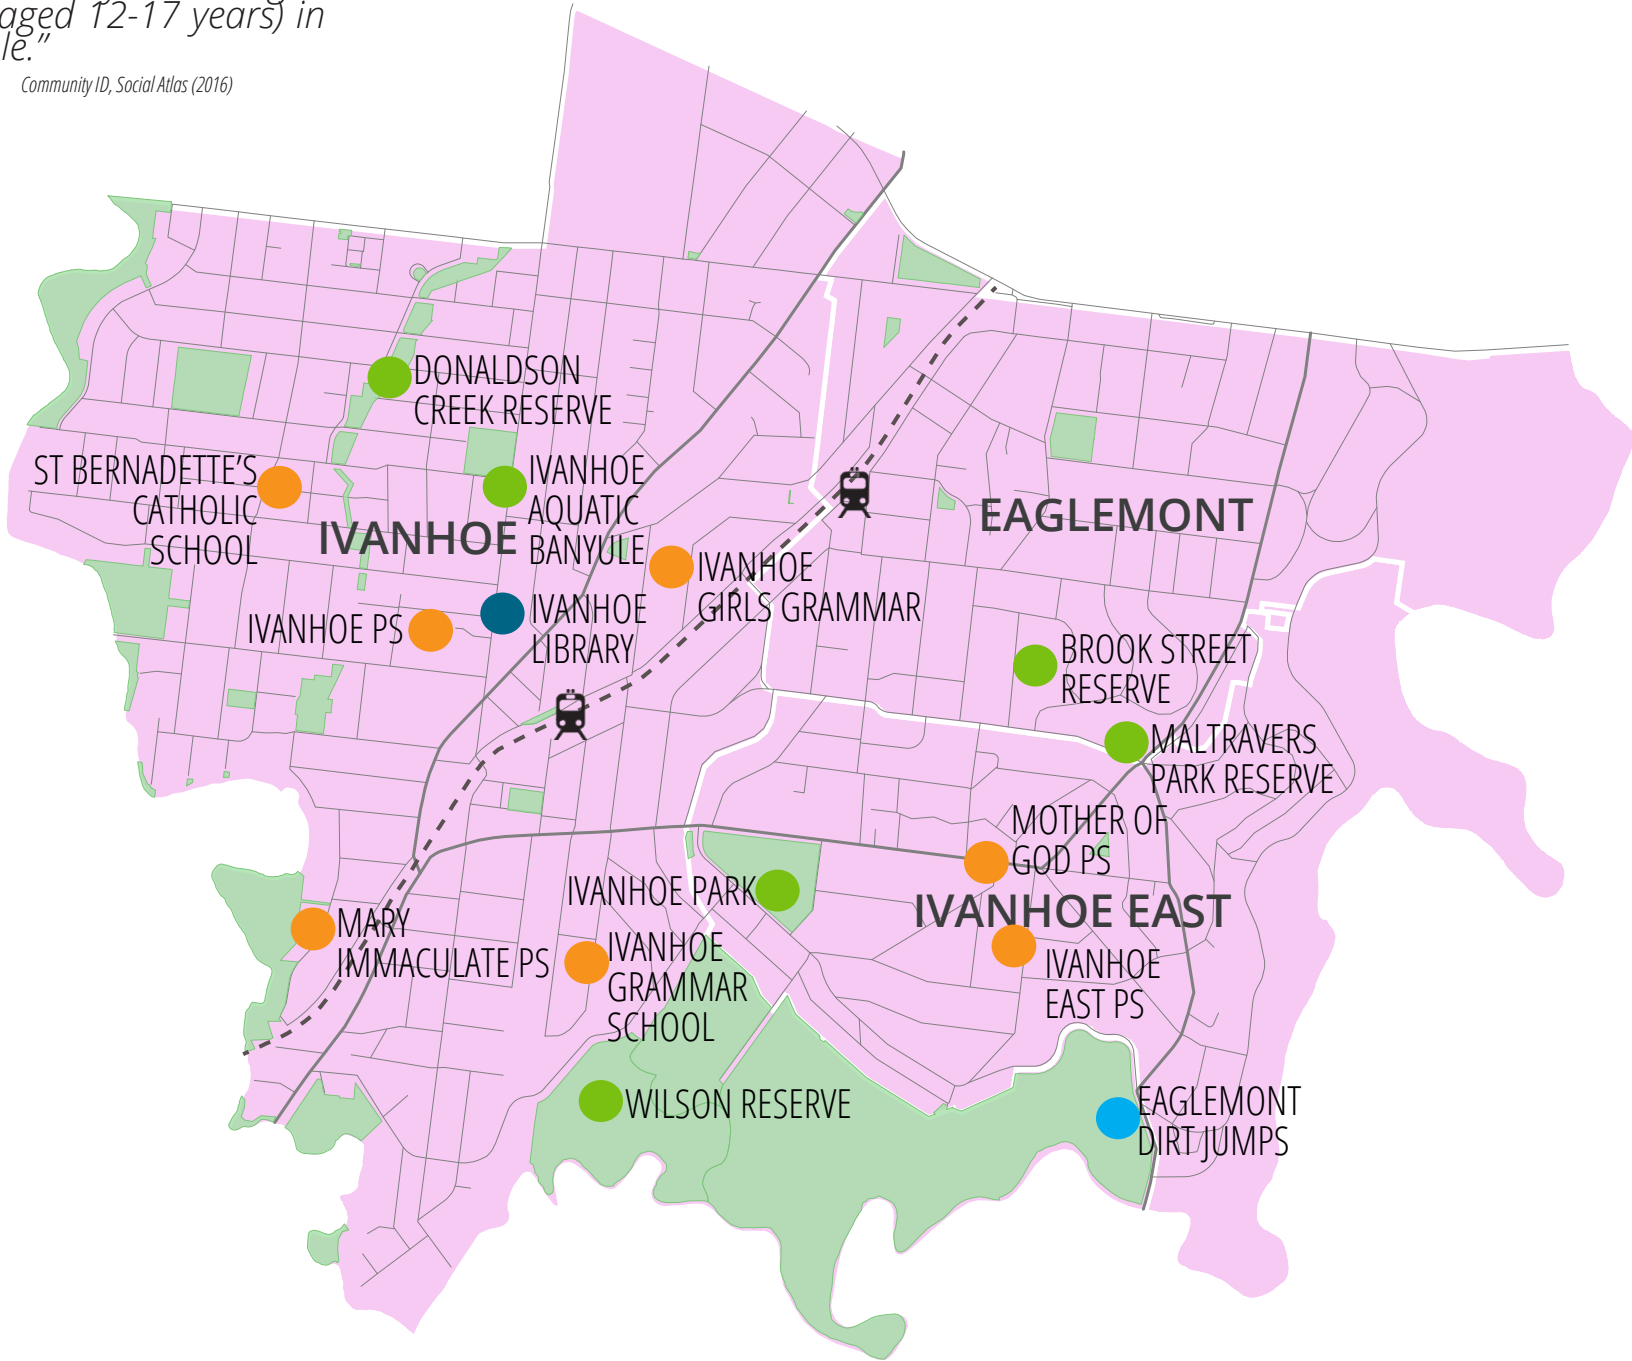 aged 12-17 years) in
le.”
Community ID, Social Atlas (2016)
DONALDSON
CREEK RESERVE
ST BERNADETTE’S
CATHOLIC
SCHOOL
IVANHOE
AQUATIC
BANYULE
IVANHOE
EAGLEMONT
IVANHOE
GIRLS GRAMMAR
IVANHOE PS
IVANHOE
LIBRARY
BROOK STREET
RESERVE
MALTRAVERS
PARK RESERVE
MOTHER OF
GOD PS
IVANHOE PARK
IVANHOE EAST
MARY
IMMACULATE PS
IVANHOE
GRAMMAR
SCHOOL
IVANHOE
EAST PS
WILSON RESERVE
EAGLEMONT
DIRT JUMPS